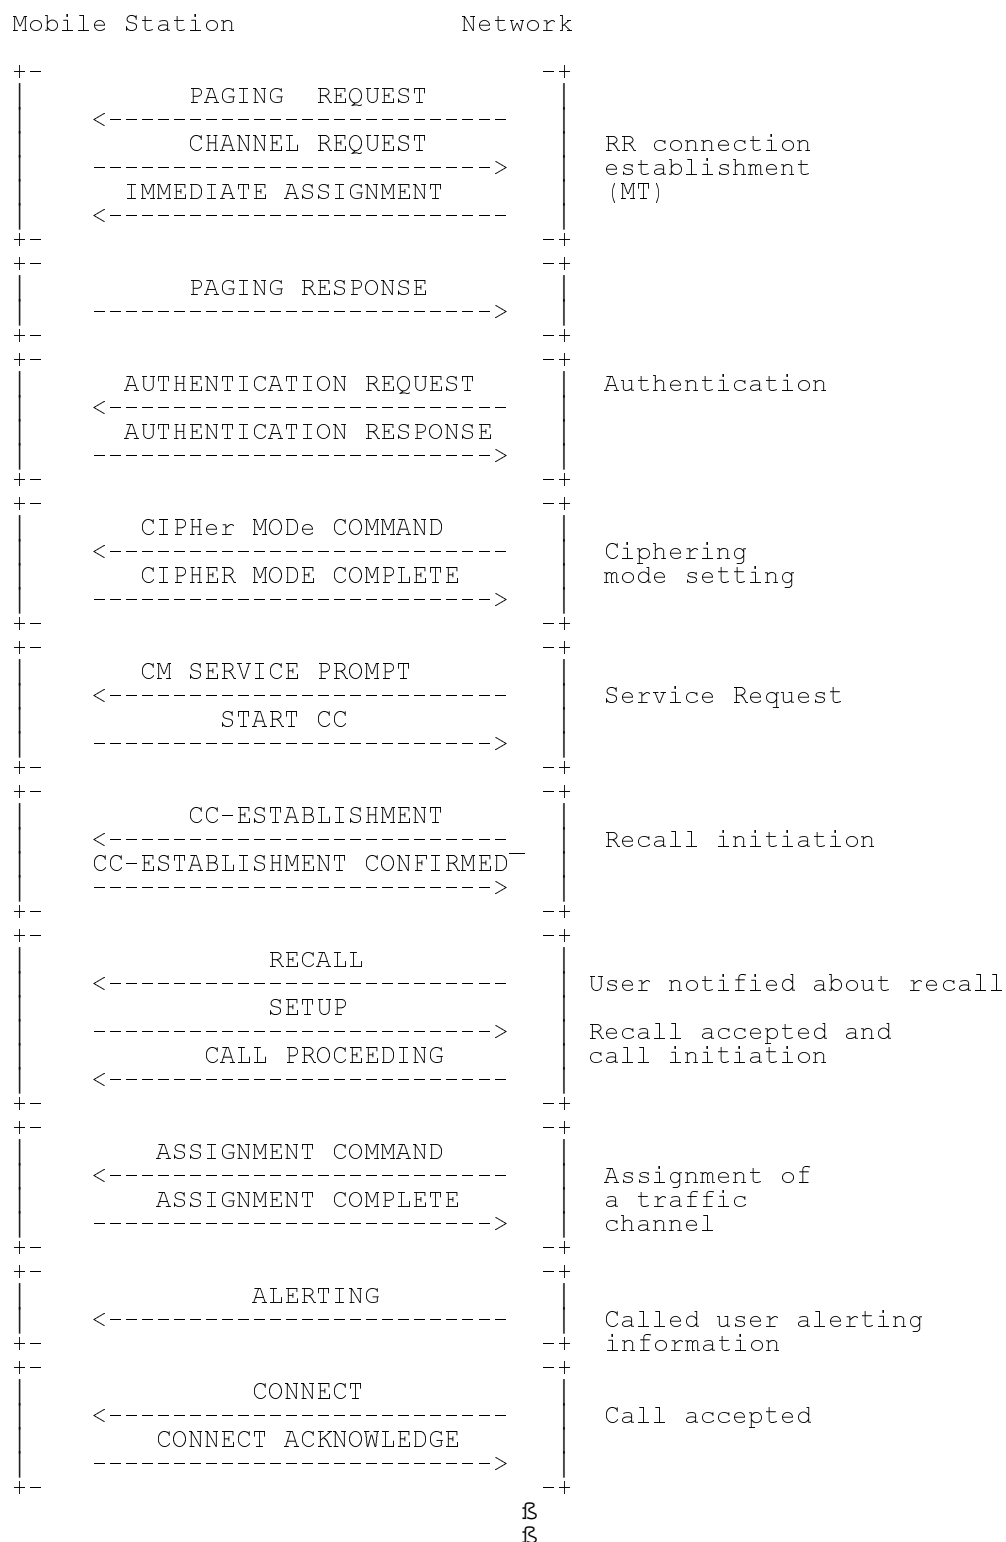 Mobile Station              Network
+-                               -+
|          PAGING  REQUEST        |
|    <-------------------------   |
|          CHANNEL REQUEST        |  RR connection
|    ------------------------->   |  establishment
|      IMMEDIATE ASSIGNMENT       |  (MT)
|    <-------------------------   |
+-                               -+
+-                               -+
|          PAGING RESPONSE        |
|    ------------------------->   |
+-                               -+
+-                               -+
|      AUTHENTICATION REQUEST     |  Authentication
|    <-------------------------   |
|      AUTHENTICATION RESPONSE    |
|    ------------------------->   |
+-                               -+
+-                               -+
|       CIPHer MODe COMMAND       |
|    <-------------------------   |  Ciphering
|       CIPHER MODE COMPLETE      |  mode setting
|    ------------------------->   |
+-                               -+
+-                               -+
|       CM SERVICE PROMPT         |
|    <-------------------------   |  Service Request
|            START CC             |
|    ------------------------->   |
+-                               -+
+-                               -+
|          CC-ESTABLISHMENT       |
|    <-------------------------   |  Recall initiation
|    CC-ESTABLISHMENT CONFIRMED¯  |
|    ------------------------->   |
+-                               -+
+-                               -+
|               RECALL            |
|    <-------------------------   | User notified about recall
|               SETUP             |
|    ------------------------->   | Recall accepted and
|           CALL PROCEEDING       | call initiation
|    <-------------------------   |
+-                               -+
+-                               -+
|        ASSIGNMENT COMMAND       |
|    <-------------------------   |  Assignment of
|        ASSIGNMENT COMPLETE      |  a traffic
|    ------------------------->   |  channel
+-                               -+
+-                               -+
|              ALERTING           |
|    <-------------------------   |  Called user alerting
+-                               -+  information
+-                               -+
|              CONNECT            |
|    <-------------------------   |  Call accepted
|        CONNECT ACKNOWLEDGE      |
|    ------------------------->   |
+-                               -+
ß
ß